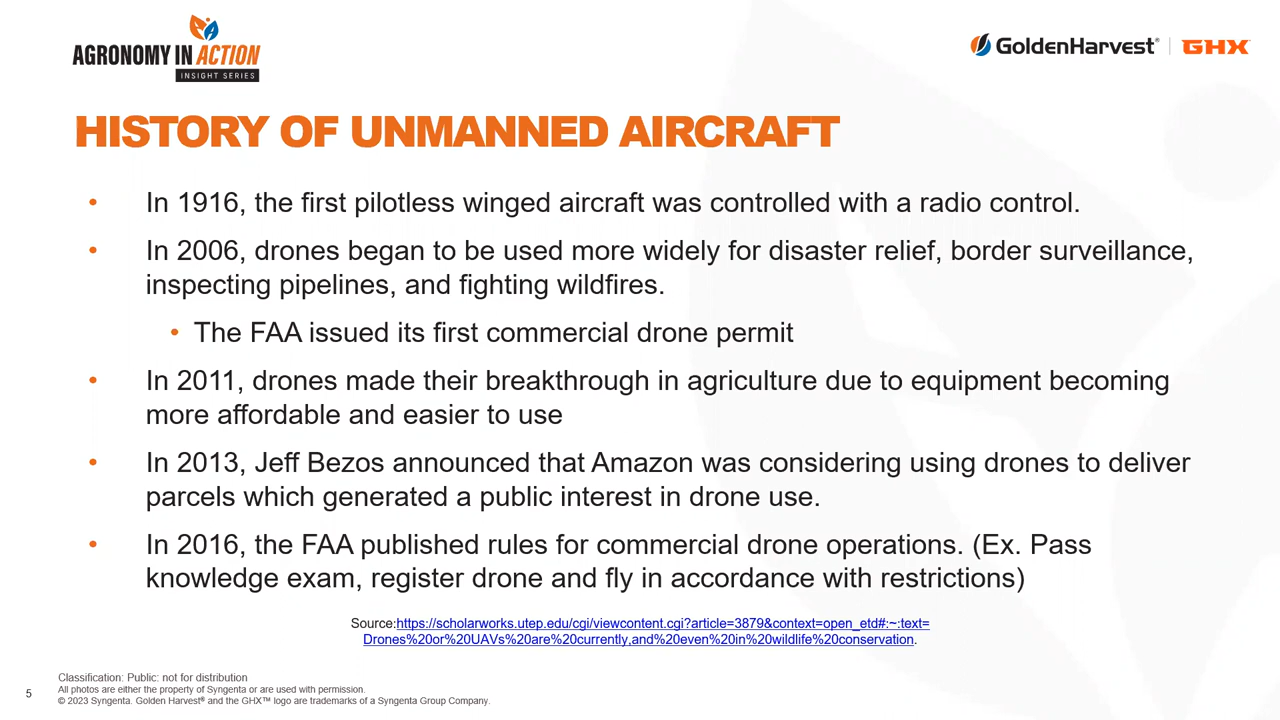 AGRONOMY IN ACTION
INSIGHT SERIES
GoldenHarvest® | GHX™
HISTORY OF UNMANNED AIRCRAFT
• In 1916, the first pilotless winged aircraft was controlled with a radio control.
• In 2006, drones began to be used more widely for disaster relief, border surveillance,
inspecting pipelines, and fighting wildfires.
• The FAA issued its first commercial drone permit
• In 2011, drones made their breakthrough in agriculture due to equipment becoming
more affordable and easier to use
• In 2013, Jeff Bezos announced that Amazon was considering using drones to deliver
parcels which generated a public interest in drone use.
• In 2016, the FAA published rules for commercial drone operations. (Ex. Pass
knowledge exam, register drone and fly in accordance with restrictions)
Source:https://scholarworks.utep.edu/cgi/viewcontent.cgi?article=3879&context=open_etd#:~:text=
Drones%20or%20UAVs%20are%20currently,and%20even%20in%20wildlife%20conservation.
Classification: Public: not for distribution
All photos are either the property of Syngenta or are used with permission.
5
© 2023 Syngenta. Golden Harvest® and the GHX™ logo are trademarks of a Syngenta Group Company.